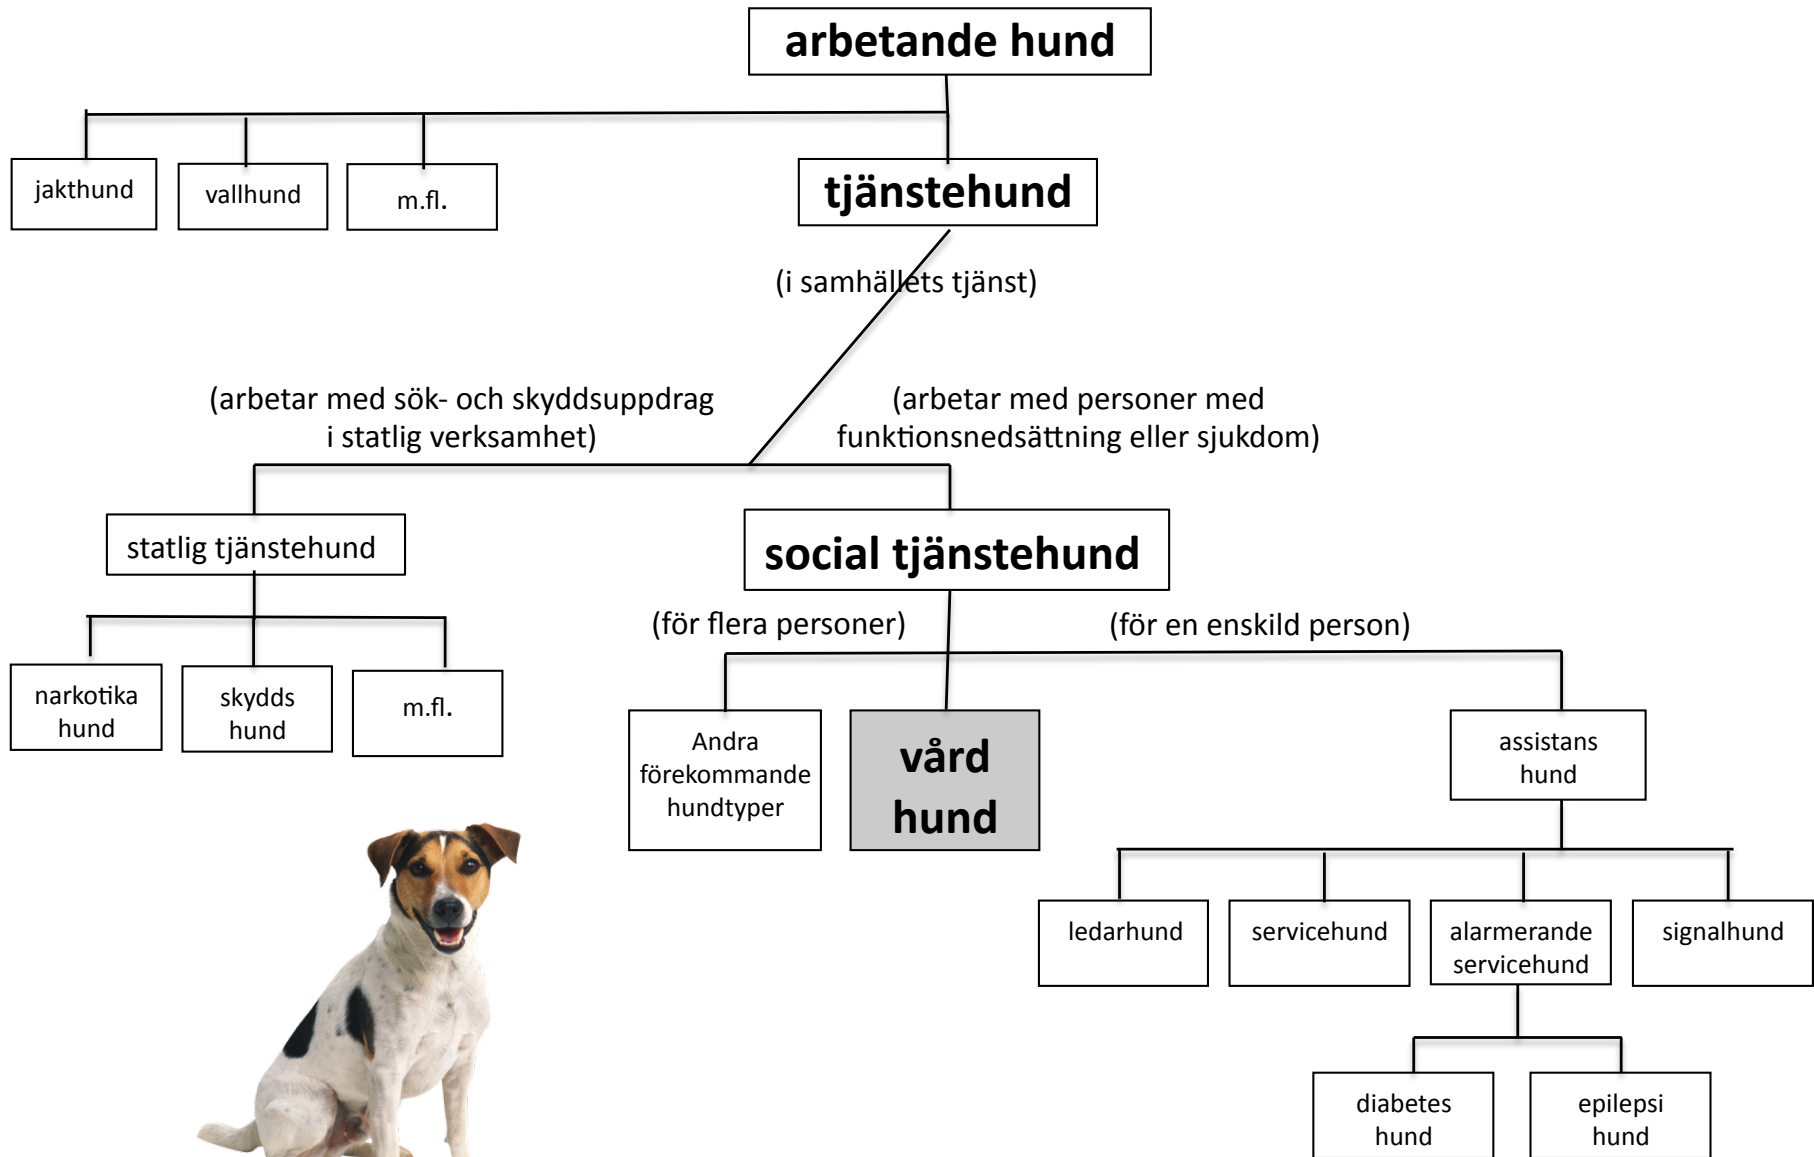 arbetande hund
jakthund
vallhund
m.fl.
tjänstehund
(i samhällets tjänst)
(arbetar med sök- och skyddsuppdrag
i statlig verksamhet)
(arbetar med personer med
funktionsnedsättning eller sjukdom)
statlig tjänstehund
social tjänstehund
(för flera personer)
(för en enskild person)
narkotika
hund
skydds
hund
m.fl.
Andra
förekommande
hundtyper
vård
hund
assistans
hund
ledarhund
servicehund
alarmerande
servicehund
signalhund
diabetes
hund
epilepsi
hund